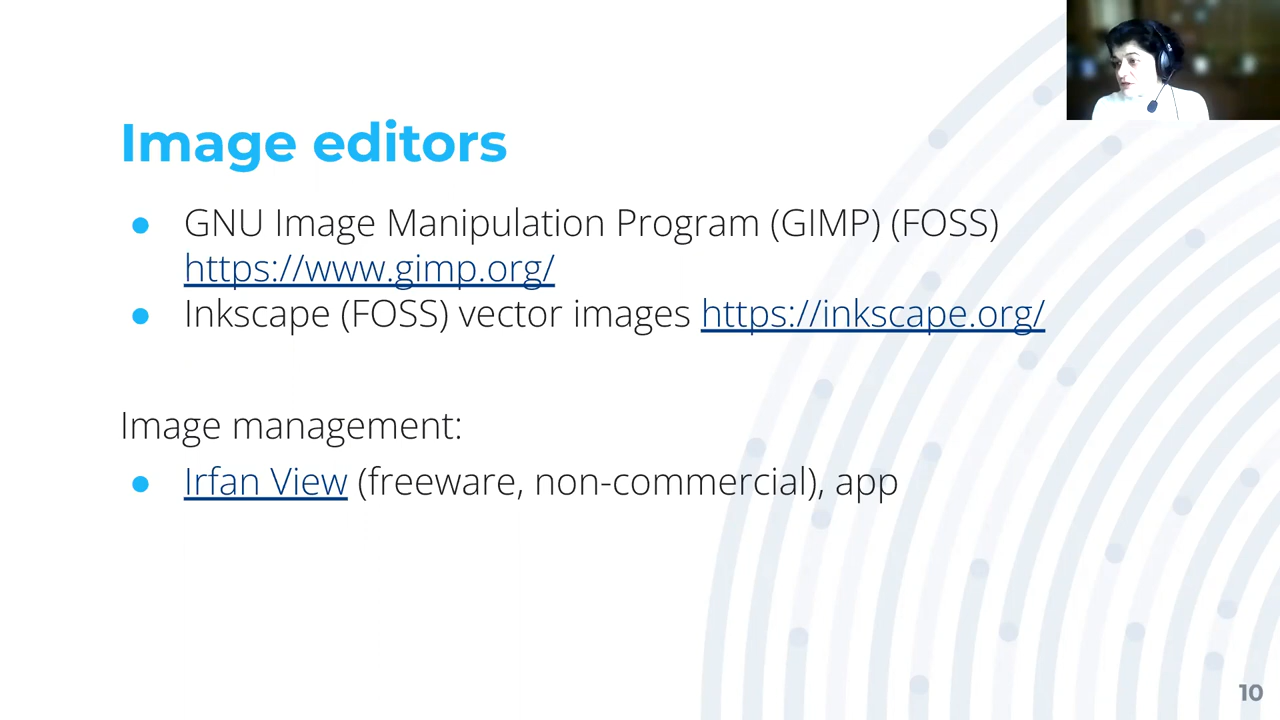 Image editors
● GNU Image Manipulation Program (GIMP) (FOSS)
https://www.gimp.org/
● Inkscape (FOSS) vector images https://inkscape.org/
Image management:
● Irfan View (freeware, non-commercial), app
10